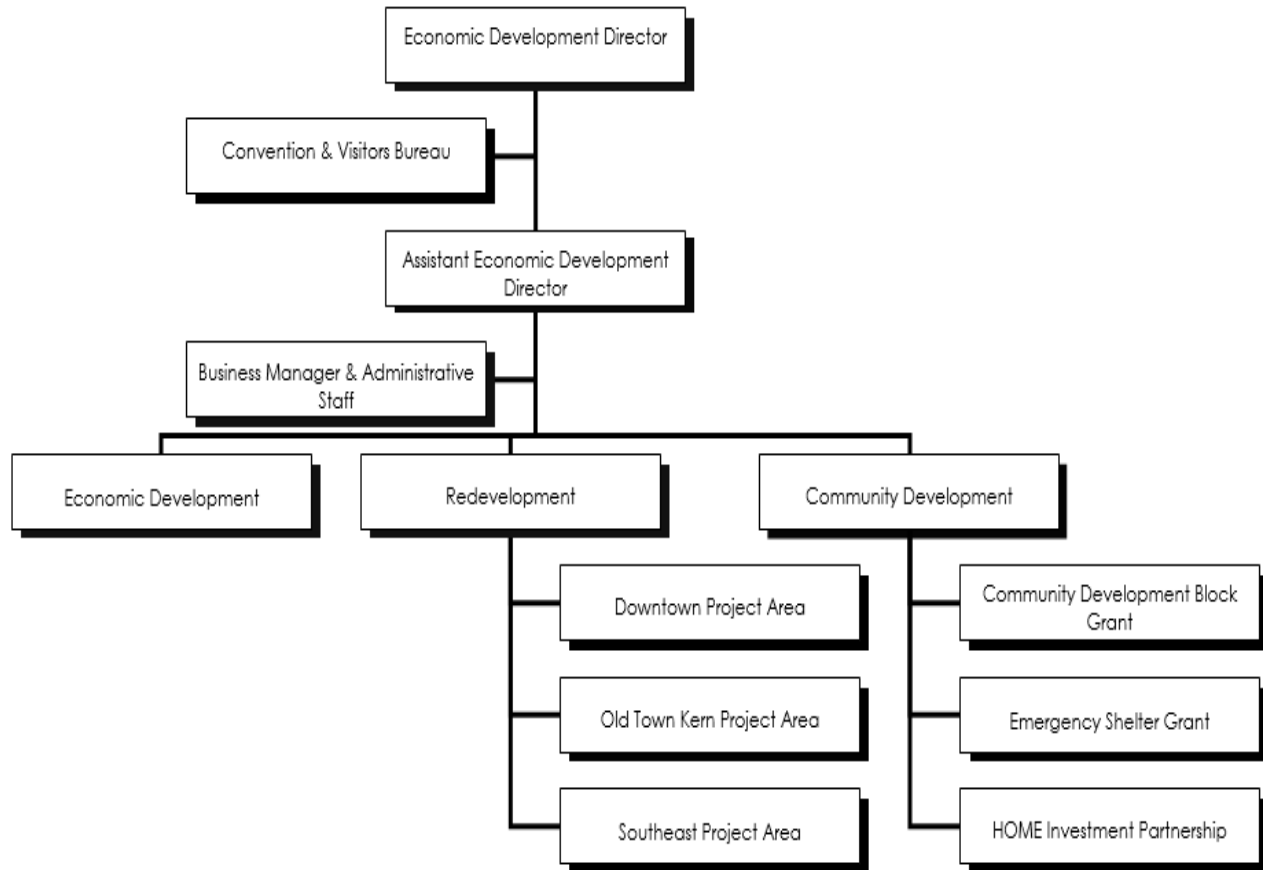 Economic Development Director
Convention & Visitors Bureau
Assistant Economic Development
Director
Business Manager & Administrative
Staff
Economic Development
Redevelopment
Community Development
Downtown Project Area
Community Development Block
Grant
Old Town Kern Project Area
Emergency Shelter Grant
Southeast Project Area
HOME Investment Partnership